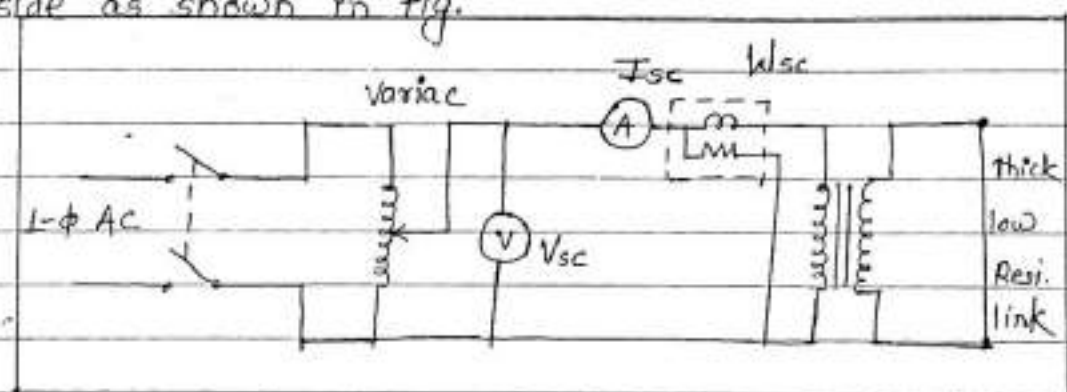 side as shown in fig.
Isc Wsc
variac
A
thick
1-ϕ AC
low
V Vsc
Resi.
link